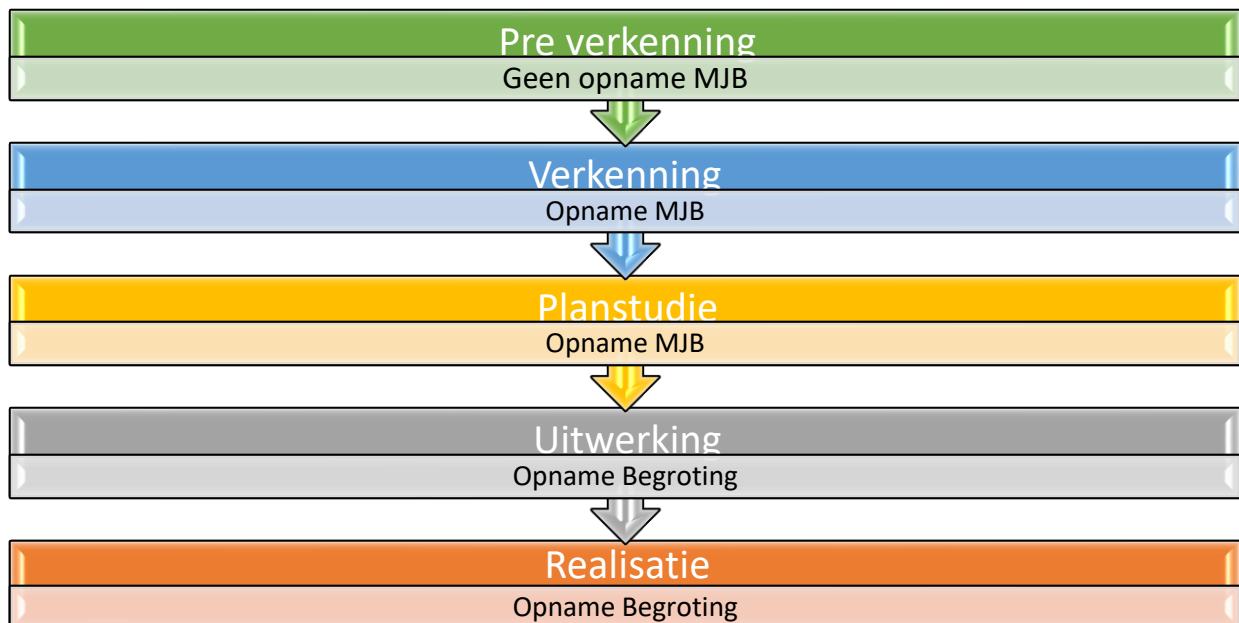 Pre verkenning
Geen opname MJB
Verkenning
Opname MJB
Planstudie
Opname MJB
Uitwerking
Opname Begroting
Realisatie
Opname Begroting